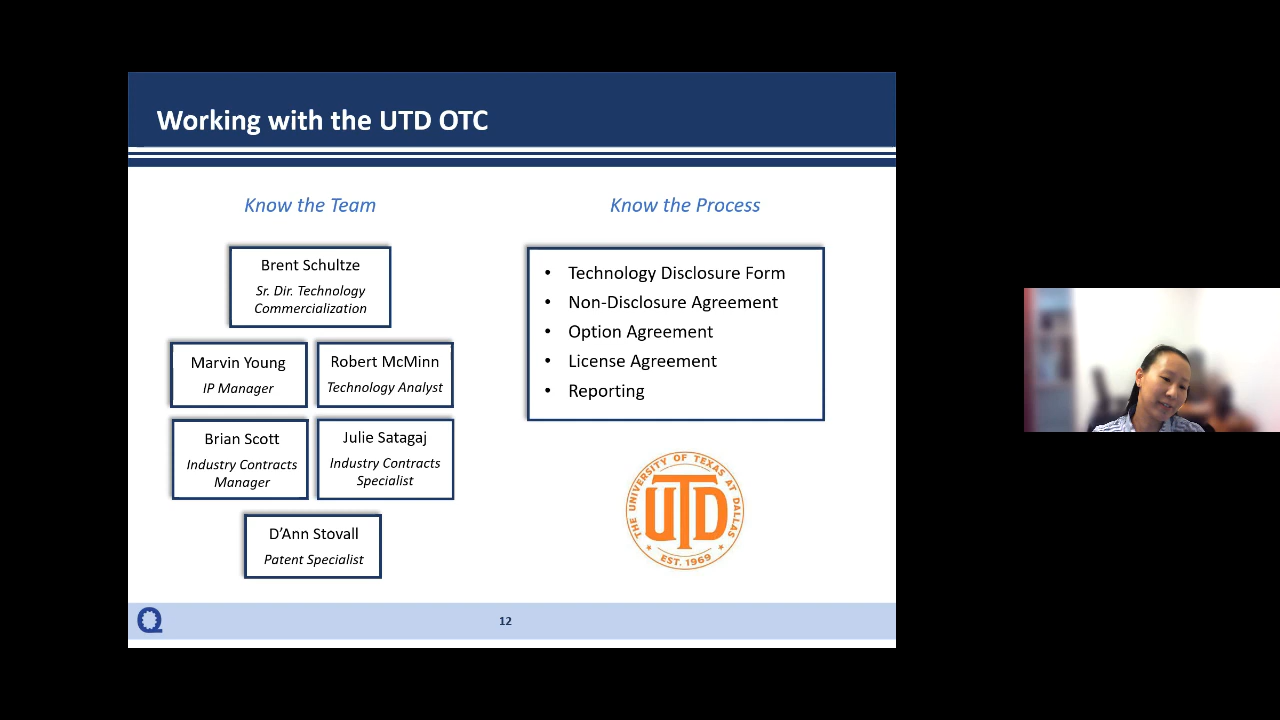 Working with the UTD OTC
Know the Team
Brent Schultze
Sr. Dir. Technology
Commercialization
Marvin Young
IP Manager
Robert McMinn
Technology Analyst
Brian Scott
Industry Contracts
Manager
Julie Satagaj
Industry Contracts
Specialist
D’Ann Stovall
Patent Specialist
Know the Process
• Technology Disclosure Form
• Non-Disclosure Agreement
• Option Agreement
• License Agreement
• Reporting
THE UNIVERSITY OF TEXAS AT DALLAS
UTD
EST. 1969
Q
12